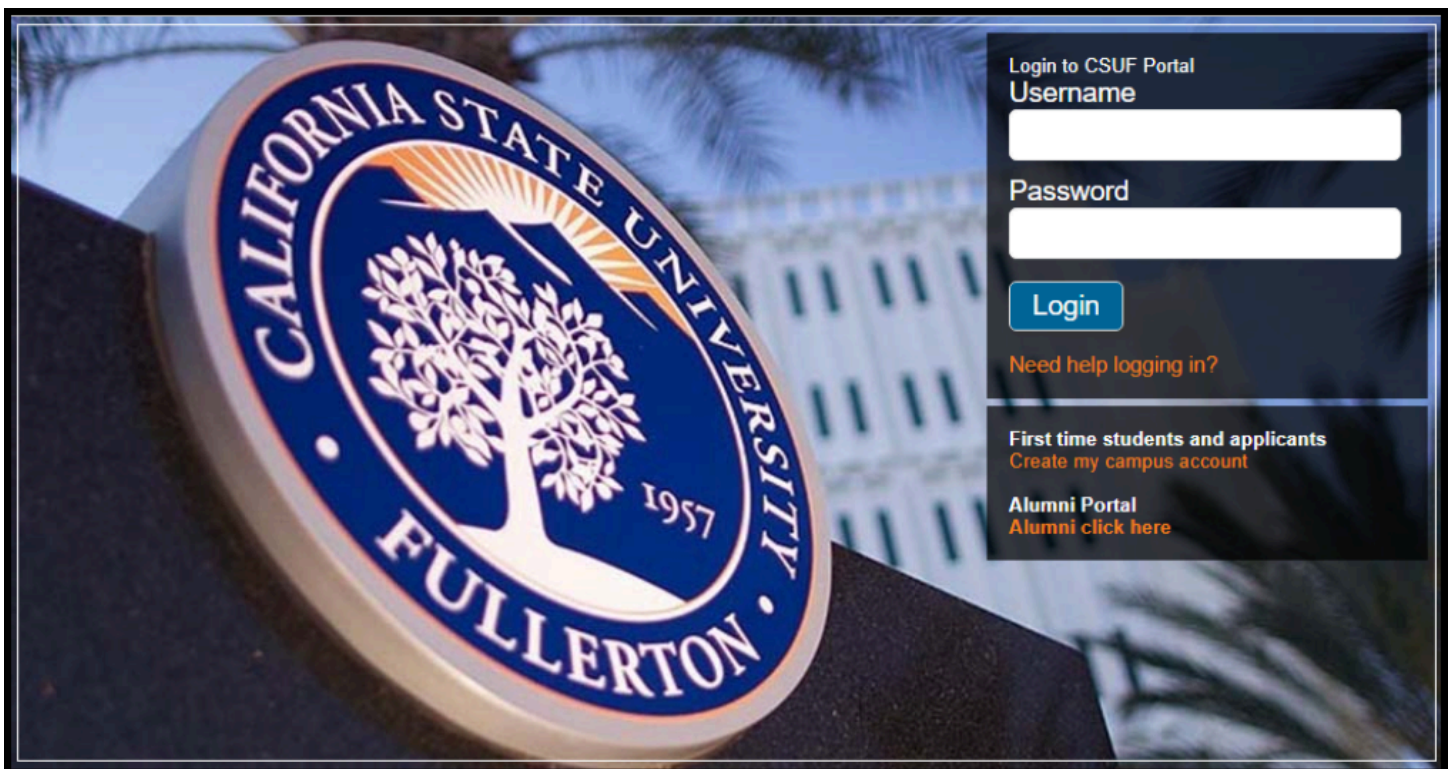 CALIFORNIA STATE UNIVERSITY
FULLERTON
1957
Login to CSUF Portal
Username
Password
Login
Need help logging in?
First time students and applicants
Create my campus account
Alumni Portal
Alumni click here